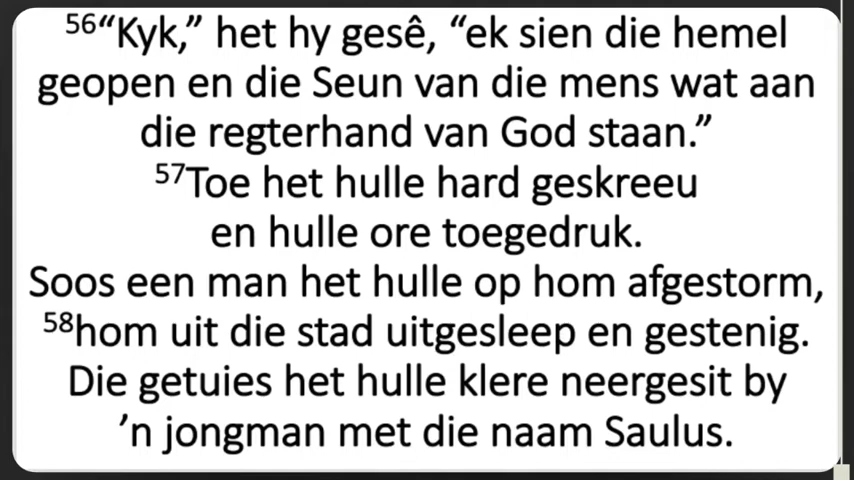 56“Kyk,” het hy gesê, “ek sien die hemel
geopen en die Seun van die mens wat aan
die regterhand van God staan.”
57Toe het hulle hard geskreeu
en hulle ore toegedruk.
Soos een man het hulle op hom afgestorm,
58hom uit die stad uitgesleep en gestenig.
Die getuies het hulle klere neergesit by
’n jongman met die naam Saulus.